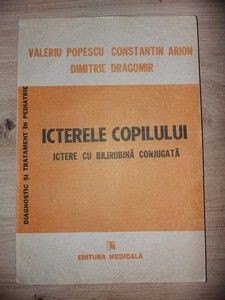 VALERIU POPESCU CONSTANTIN ARION
DIMITRIE DRAGOMIR
DIAGNOSTIC ȘI TRATAMENT ÎN PEDIATRIE
ICTERELE COPILULUI
ICTERE CU BILIRUBINĂ CONJUGATĂ
EDITURA MEDICALĂ